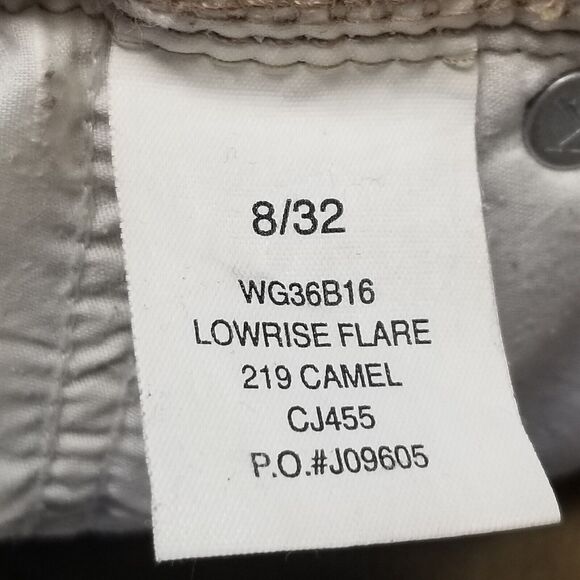 8/32
WG36B16
LOWRISE FLARE
219 CAMEL
CJ455
P.O.#J09605